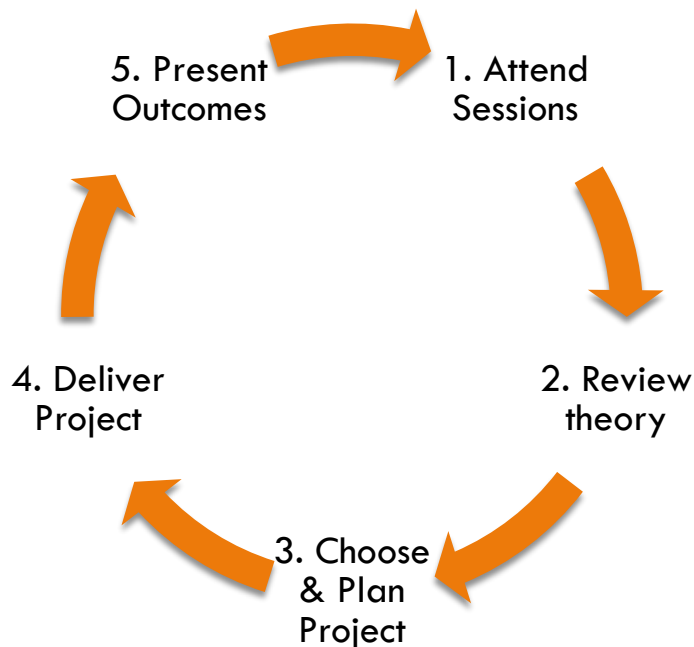 1. Attend
Sessions
2. Review
theory
3. Choose
& Plan
Project
4. Deliver
Project
5. Present
Outcomes